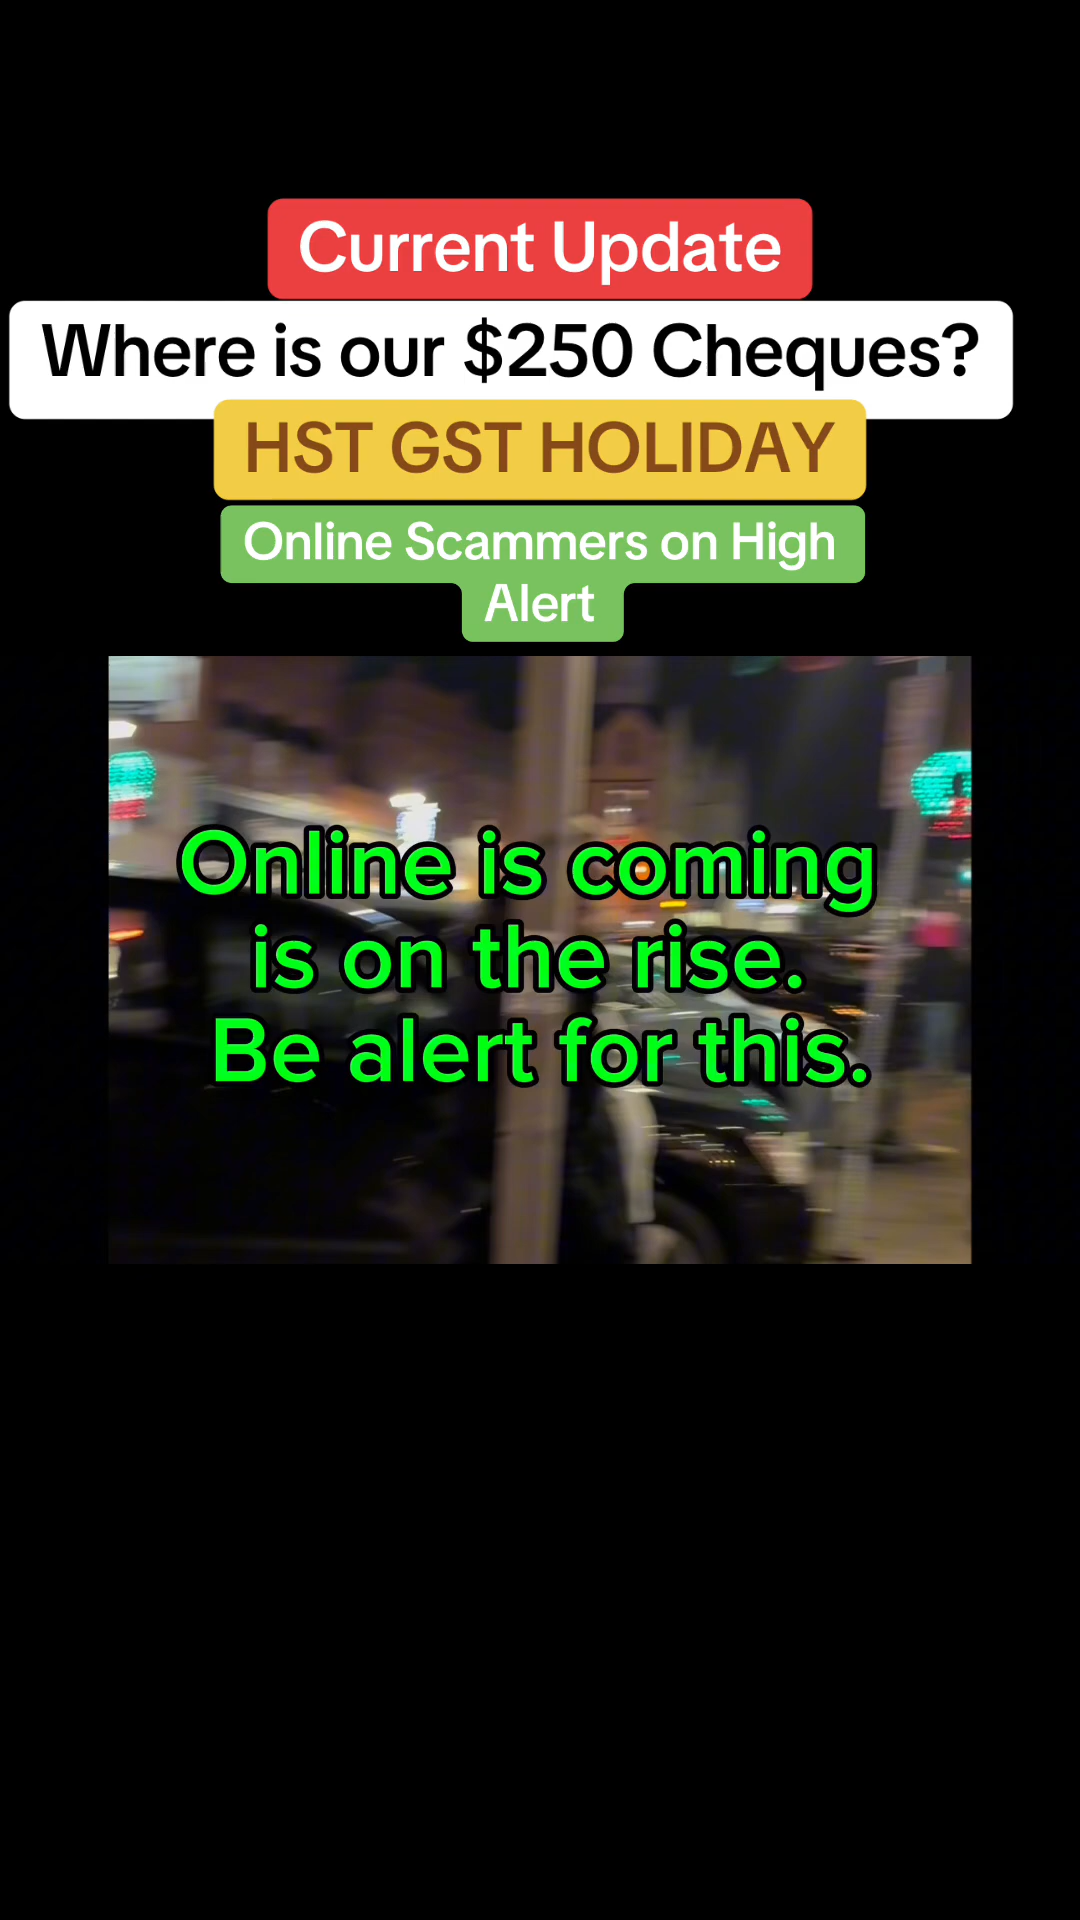 Current Update
Where is our $250 Cheques?
HST GST HOLIDAY
Online Scammers on High
Alert
Online is coming
is on the rise.
Be alert for this.